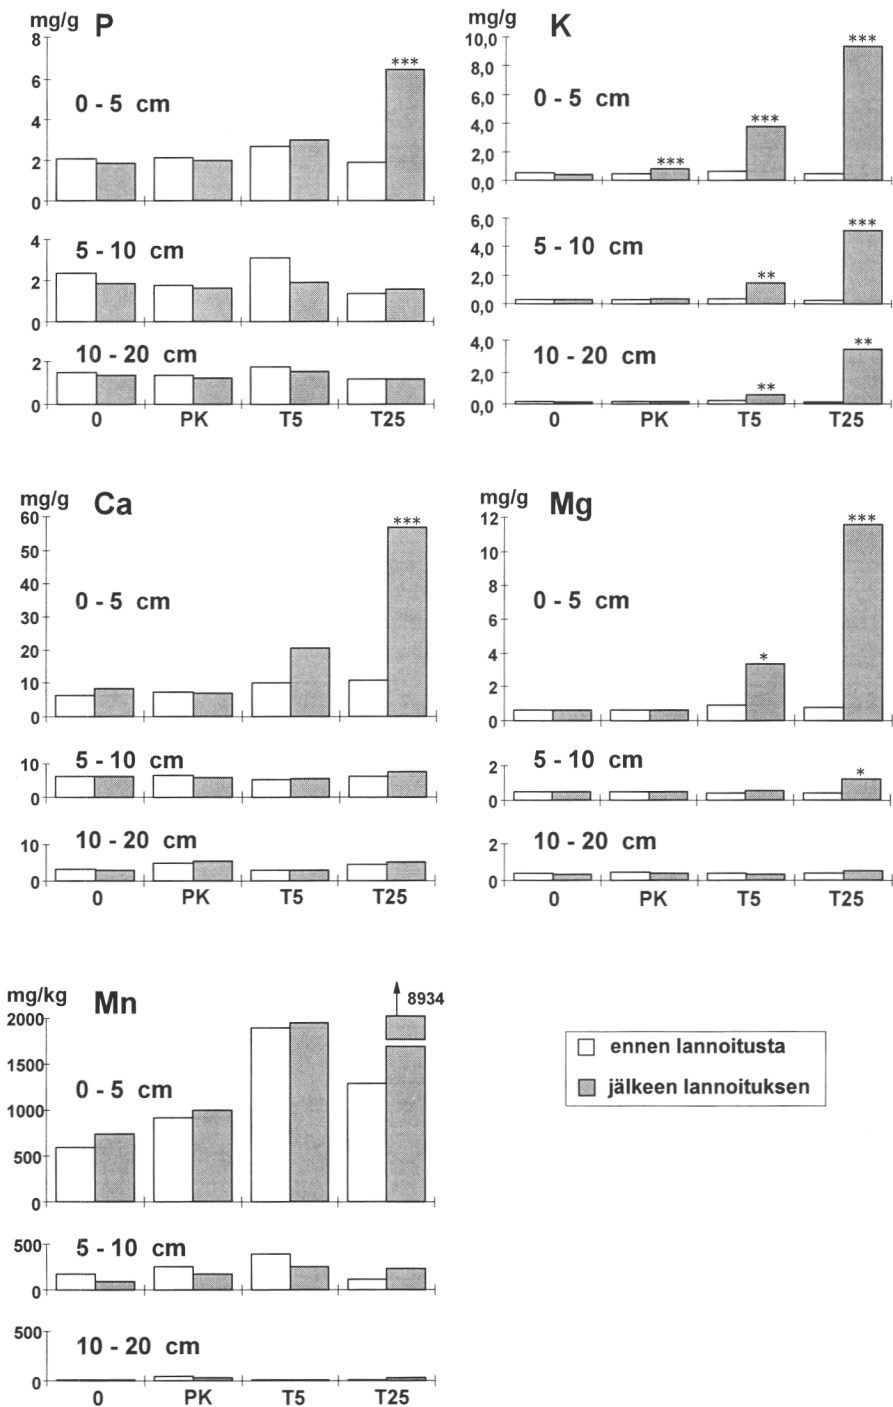 mg/g P
8
6
4
2
0
0 - 5 cm
***
4
2
0
5 - 10 cm
2
0
10 - 20 cm
0 PK T5 T25
mg/g K
10,0
8,0
6,0
4,0
2,0
0,0
0 - 5 cm
*** *** ***
6,0
4,0
2,0
0,0
5 - 10 cm
** ***
4,0
2,0
0,0
10 - 20 cm
** **
0 PK T5 T25
mg/g Ca
60
50
40
30
20
10
0
0 - 5 cm
***
10
0
5 - 10 cm
10
0
10 - 20 cm
0 PK T5 T25
mg/g Mg
12
10
8
6
4
2
0
0 - 5 cm
* ***
2
0
5 - 10 cm
*
2
0
10 - 20 cm
0 PK T5 T25
mg/kg Mn
2000
1500
1000
500
0
0 - 5 cm
8934
500
0
5 - 10 cm
500
0
10 - 20 cm
0 PK T5 T25
ennen lannoitusta
jälkeen lannoituksen